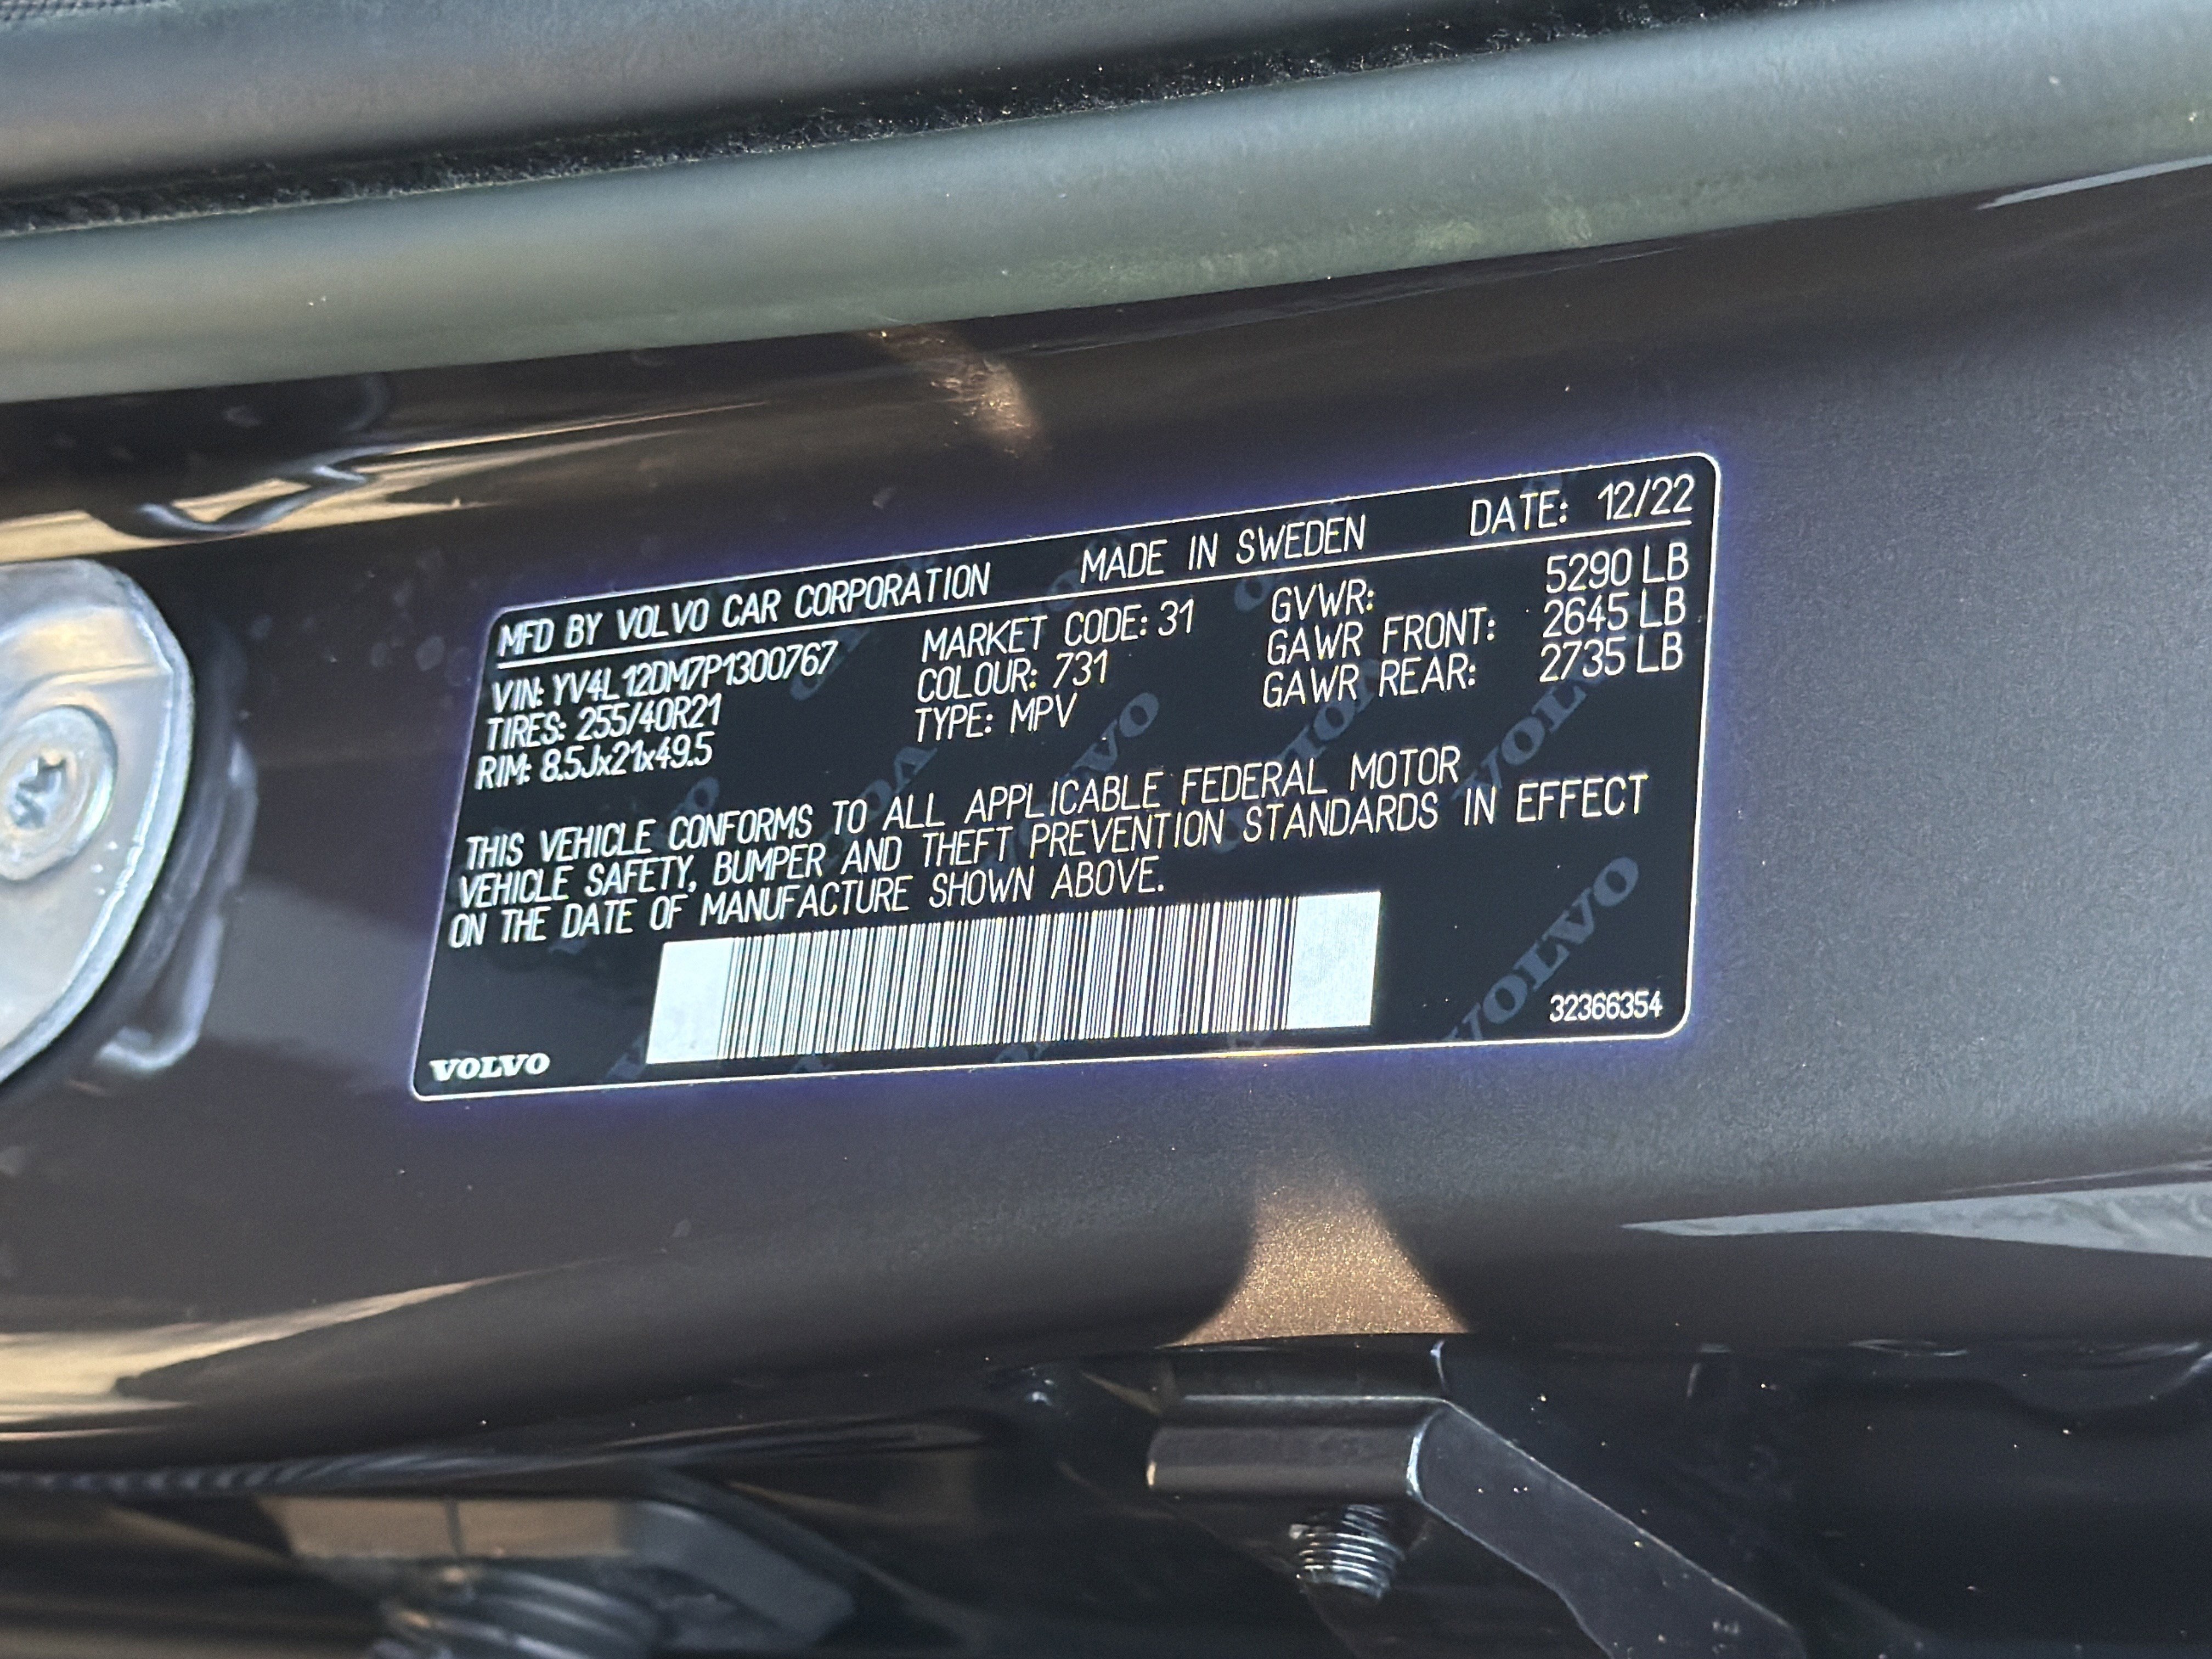 MFD BY VOLVO CAR CORPORATION MADE IN SWEDEN DATE: 12/22
VIN: YV4L12DM7P1300767 MARKET CODE: 31 GVWR: 5290 LB
TIRES: 255/40R21 COLOUR: 731 GAWR FRONT: 2645 LB
RIM: 8.5Jx21x49.5 TYPE: MPV GAWR REAR: 2735 LB
THIS VEHICLE CONFORMS TO ALL APPLICABLE FEDERAL MOTOR
VEHICLE SAFETY, BUMPER AND THEFT PREVENTION STANDARDS IN EFFECT
ON THE DATE OF MANUFACTURE SHOWN ABOVE.
VOLVO
32366354